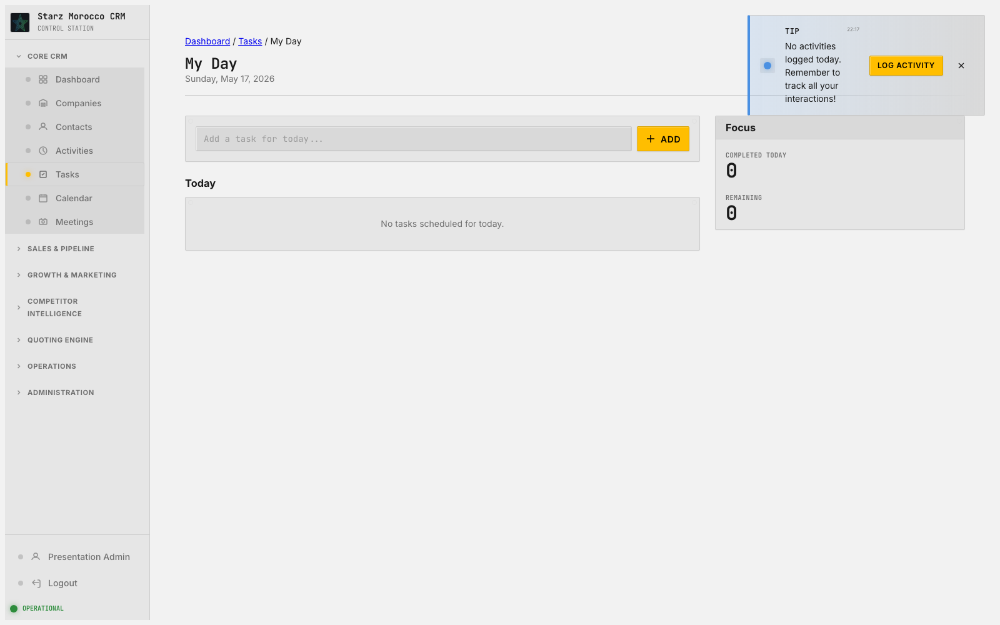 Starz Morocco CRM
CONTROL STATION
CORE CRM
Dashboard
Companies
Contacts
Activities
Tasks
Calendar
Meetings
SALES & PIPELINE
GROWTH & MARKETING
COMPETITOR
INTELLIGENCE
QUOTING ENGINE
OPERATIONS
ADMINISTRATION
Presentation Admin
Logout
OPERATIONAL
Dashboard / Tasks / My Day
My Day
Sunday, May 17, 2026
Add a task for today...
+ ADD
Today
No tasks scheduled for today.
TIP
22:17
No activities
logged today.
Remember to
track all your
interactions!
LOG ACTIVITY
×
Focus
COMPLETED TODAY
0
REMAINING
0